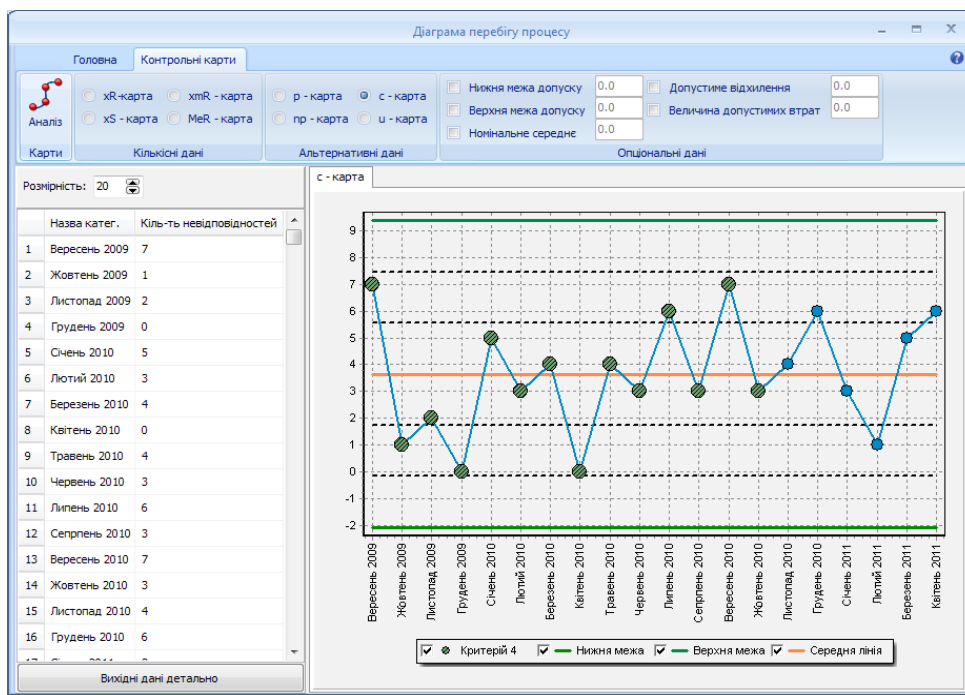 Діаграма перебігу процесу
Головна Контрольні карти
Аналіз
Карти
xR-карта xmR - карта
xS - карта MeR - карта
Кількісні дані
p - карта c - карта
np - карта u - карта
Альтернативні дані
Нижня межа допуску 0.0 Допустиме відхилення 0.0
Верхня межа допуску 0.0 Величина допустимих втрат 0.0
Номінальне середнє 0.0
Опціональні дані
Розмірність: 20
Назва катег. Кіль-ть невідповідностей
1 Вересень 2009 7
2 Жовтень 2009 1
3 Листопад 2009 2
4 Грудень 2009 0
5 Січень 2010 5
6 Лютий 2010 3
7 Березень 2010 4
8 Квітень 2010 0
9 Травень 2010 4
10 Червень 2010 3
11 Липень 2010 6
12 Сепрпень 2010 3
13 Вересень 2010 7
14 Жовтень 2010 3
15 Листопад 2010 4
16 Грудень 2010 6
Вихідні дані детально
c - карта
9
8
7
6
5
4
3
2
1
0
-1
-2
Вересень 2009
Жовтень 2009
Листопад 2009
Грудень 2009
Січень 2010
Лютий 2010
Березень 2010
Квітень 2010
Травень 2010
Червень 2010
Липень 2010
Сепрпень 2010
Вересень 2010
Жовтень 2010
Листопад 2010
Грудень 2010
Січень 2011
Лютий 2011
Березень 2011
Квітень 2011
Критерій 4 Нижня межа Верхня межа Середня лінія